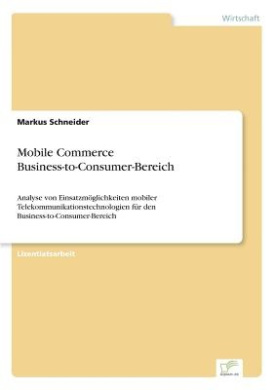 Wirtschaft
Markus Schneider
Mobile Commerce
Business-to-Consumer-Bereich
Analyse von Einsatzmöglichkeiten mobiler
Telekommunikationstechnologien für den
Business-to-Consumer-Bereich
Lizentiatsarbeit